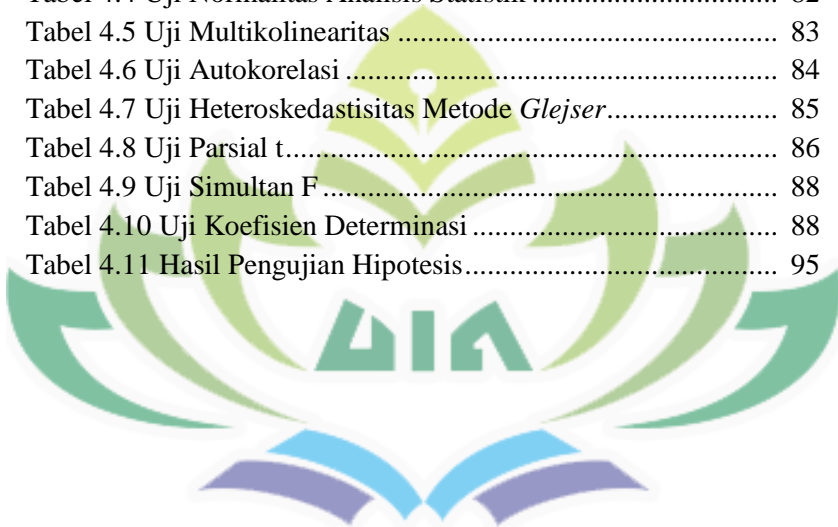 Tabel 4.5 Uji Multikolinearitas ................................................ 83
Tabel 4.6 Uji Autokorelasi ....................................................... 84
Tabel 4.7 Uji Heteroskedastisitas Metode Glejser..................... 85
Tabel 4.8 Uji Parsial t............................................................... 86
Tabel 4.9 Uji Simultan F .......................................................... 88
Tabel 4.10 Uji Koefisien Determinasi ...................................... 88
Tabel 4.11 Hasil Pengujian Hipotesis....................................... 95